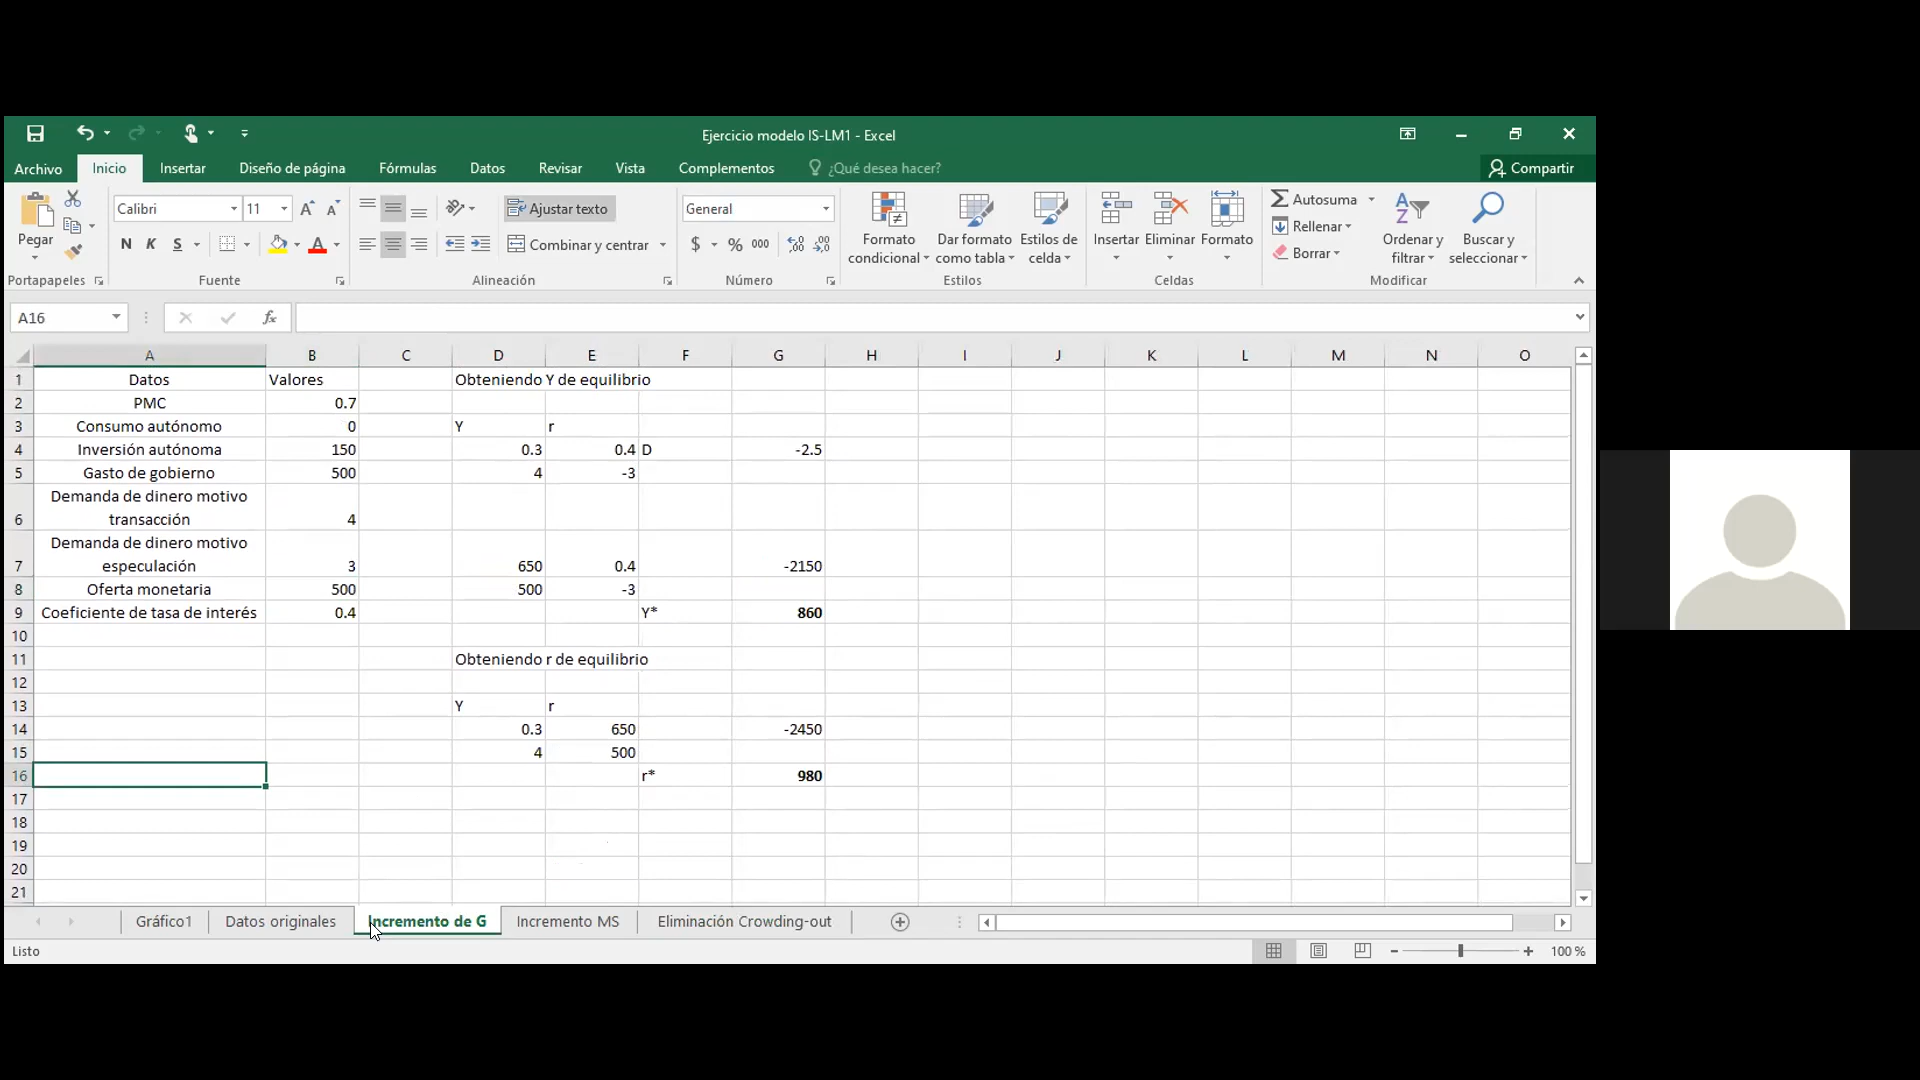 Ejercicio modelo IS-LM1 - Excel
Archivo Inicio Insertar Diseño de página Fórmulas Datos Revisar Vista Complementos ¿Qué desea hacer? Compartir
Pegar
Portapapeles
Calibri 11
N K S
Fuente
Ajustar texto
Combinar y centrar
Alineación
General
$ % 000
Número
Formato condicional
Dar formato como tabla
Estilos de celda
Estilos
Insertar
Eliminar
Formato
Celdas
Autosuma
Rellenar
Borrar
Ordenar y filtrar
Buscar y seleccionar
Modificar
A16 fx
A B C D E F G H I J K L M N O
1 Datos Valores Obteniendo Y de equilibrio
2 PMC 0.7
3 Consumo autónomo 0 Y r
4 Inversión autónoma 150 0.3 0.4 D -2.5
5 Gasto de gobierno 500 4 -3
Demanda de dinero motivo
6 transacción 4
Demanda de dinero motivo
7 especulación 3 650 0.4 -2150
8 Oferta monetaria 500 500 -3
9 Coeficiente de tasa de interés 0.4 Y* 860
10
11 Obteniendo r de equilibrio
12
13 Y r
14 0.3 650 -2450
15 4 500
16 r* 980
17
18
19
20
21
Gráfico1 Datos originales Incremento de G Incremento MS Eliminación Crowding-out
Listo 100 %